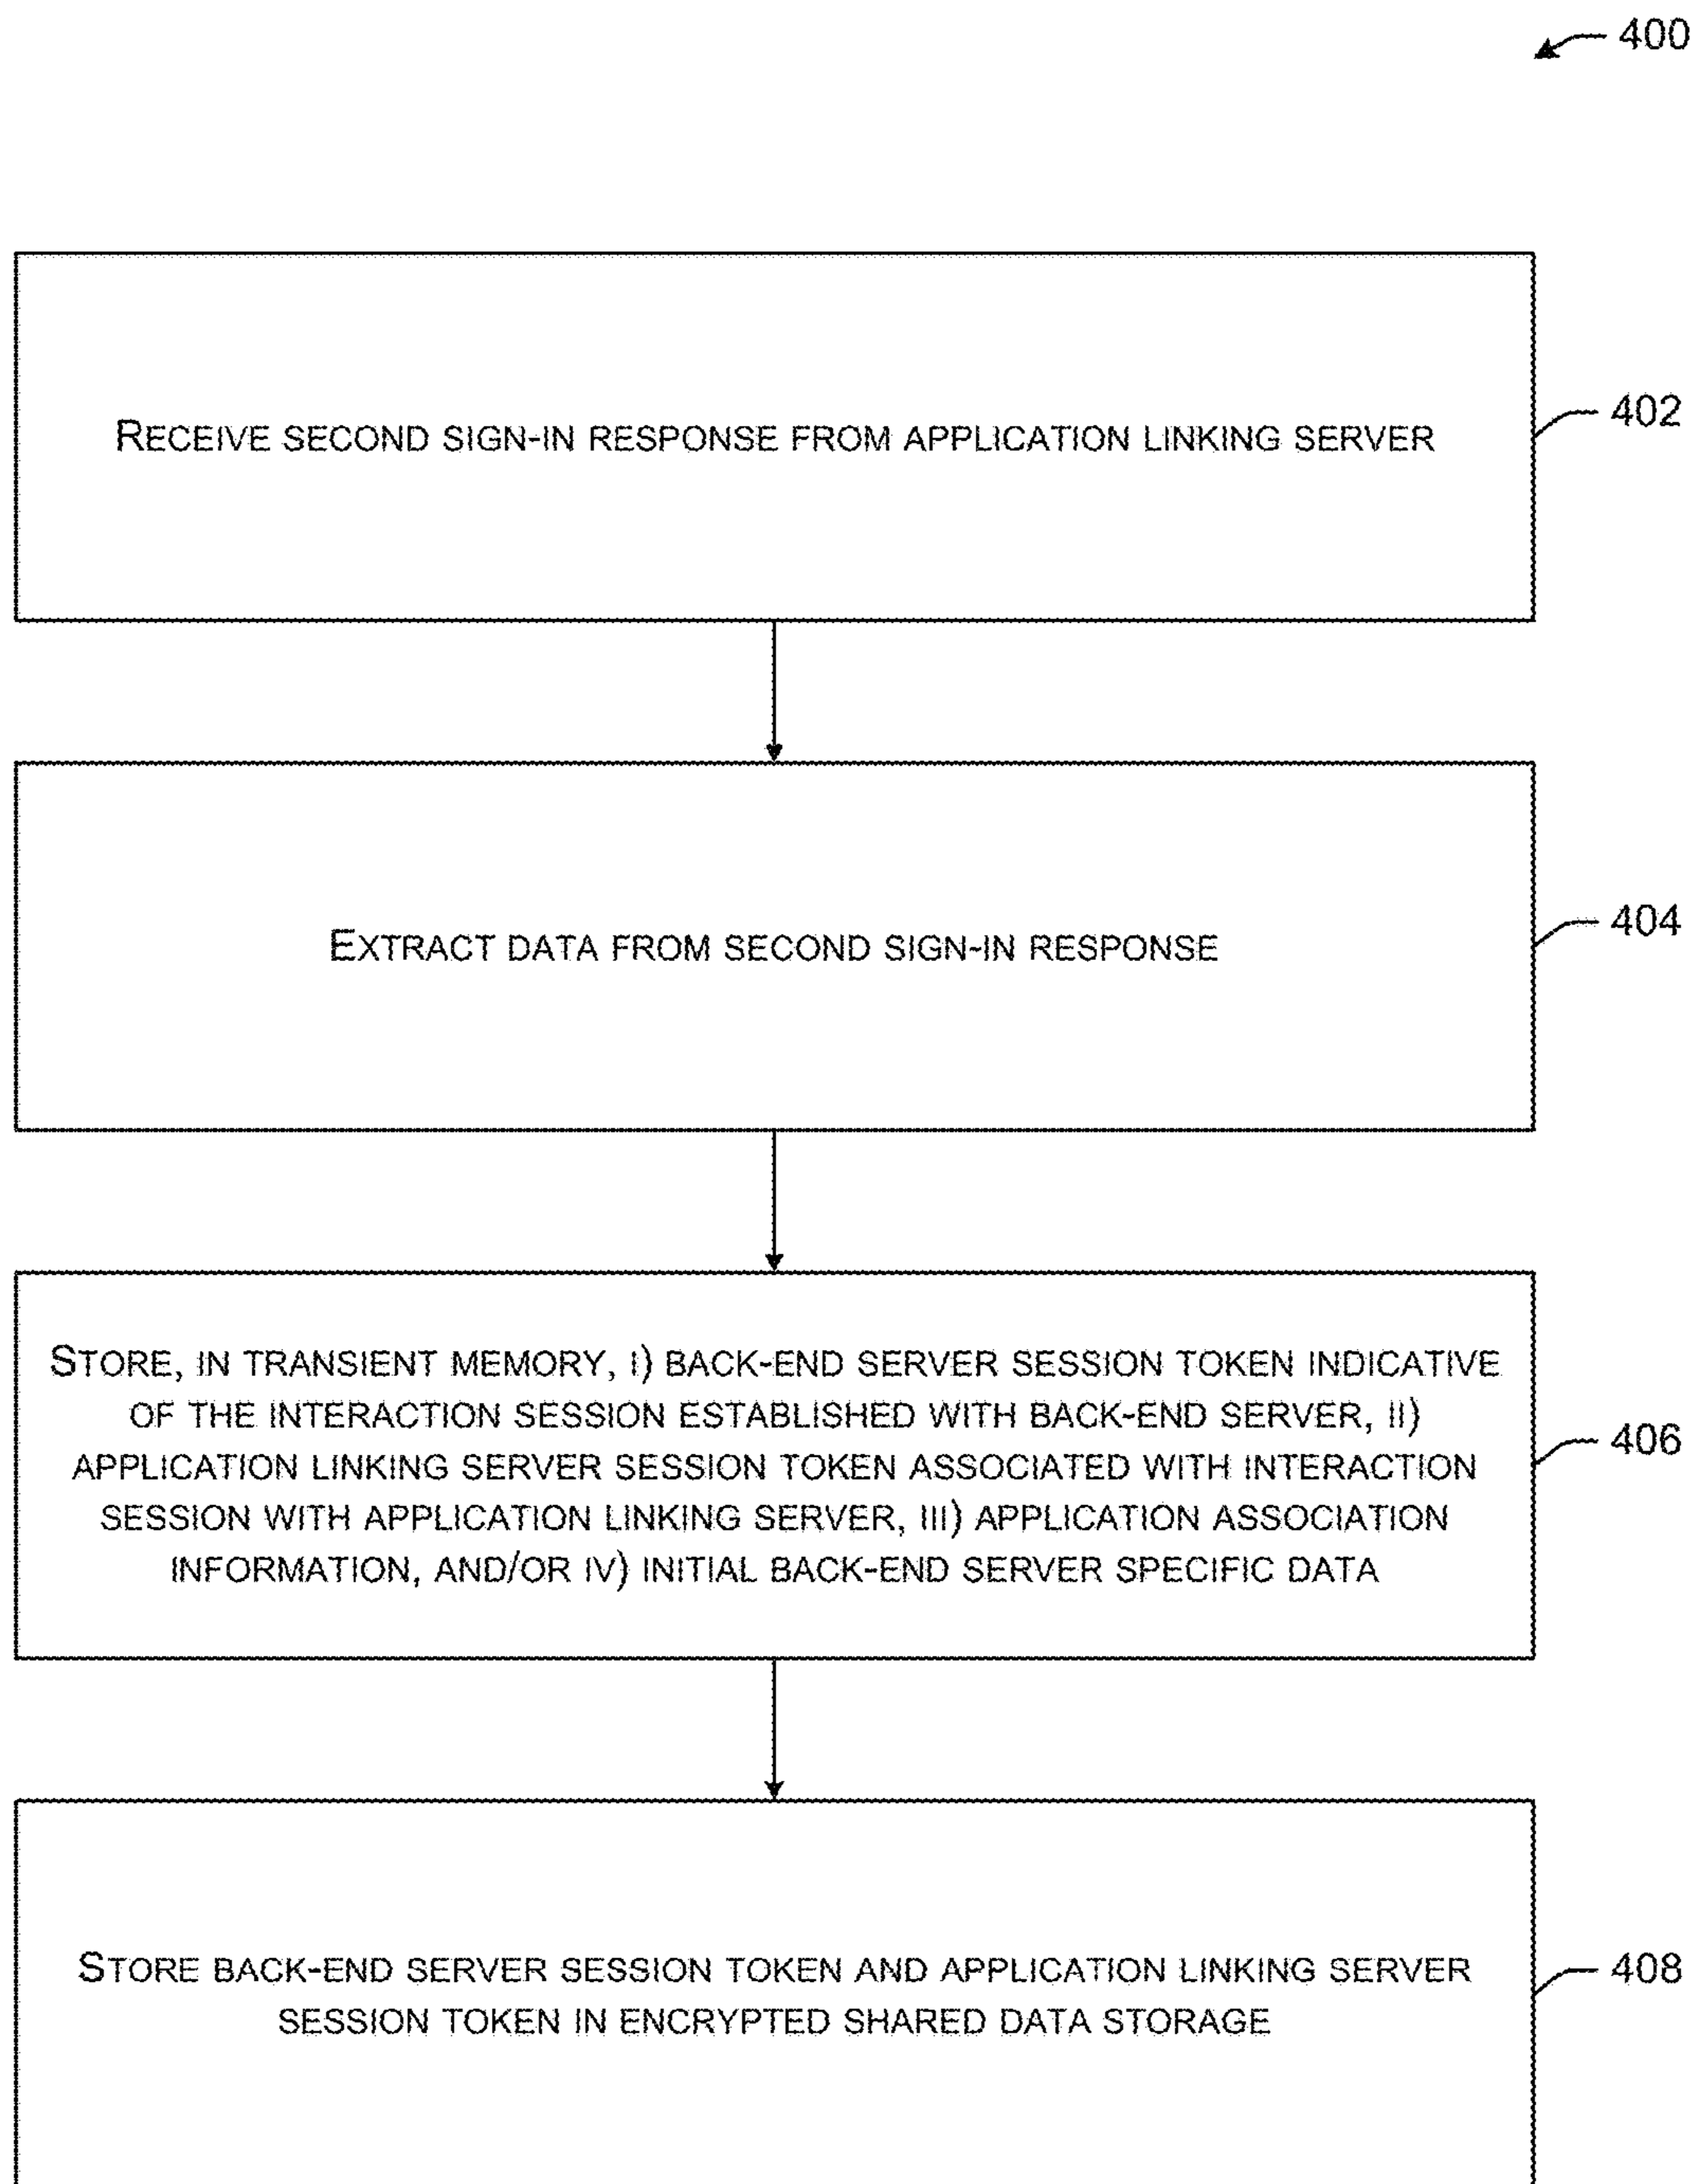 400
RECEIVE SECOND SIGN-IN RESPONSE FROM APPLICATION LINKING SERVER
402
EXTRACT DATA FROM SECOND SIGN-IN RESPONSE
404
STORE, IN TRANSIENT MEMORY, I) BACK-END SERVER SESSION TOKEN INDICATIVE
OF THE INTERACTION SESSION ESTABLISHED WITH BACK-END SERVER, II)
APPLICATION LINKING SERVER SESSION TOKEN ASSOCIATED WITH INTERACTION
SESSION WITH APPLICATION LINKING SERVER, III) APPLICATION ASSOCIATION
INFORMATION, AND/OR IV) INITIAL BACK-END SERVER SPECIFIC DATA
406
STORE BACK-END SERVER SESSION TOKEN AND APPLICATION LINKING SERVER
SESSION TOKEN IN ENCRYPTED SHARED DATA STORAGE
408